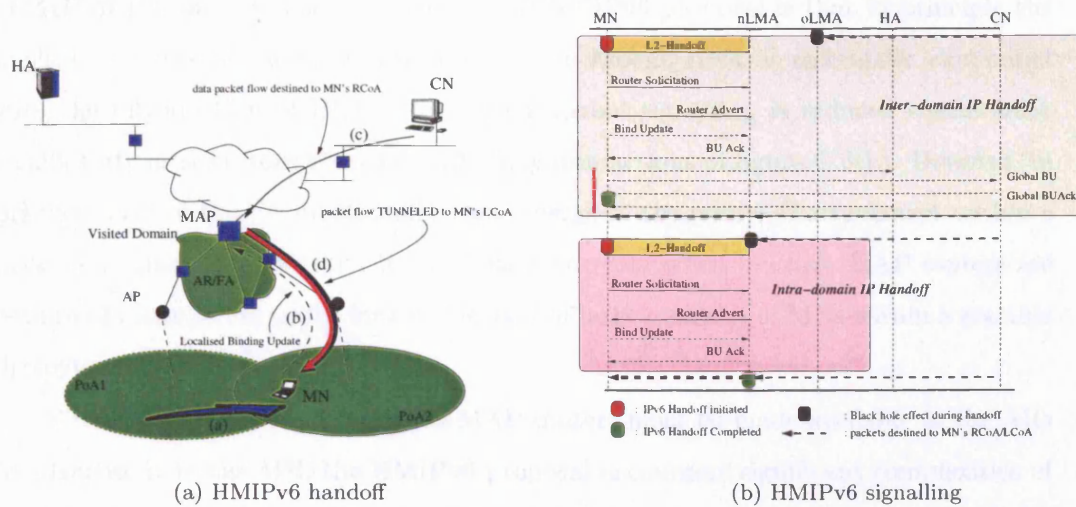 HA
CN
data packet flow destined to MN's RCoA
(c)
packet flow TUNNELED to MN's LCoA
MAP
Visited Domain
(d)
AR/FA
AP
(b)
Localised Binding Update
PoA1
MN
PoA2
(a)
(a) HMIPv6 handoff
MN
nLMA
oLMA
HA
CN
L2-Handoff
Router Solicitation
Inter-domain IP Handoff
Router Advert
Bind Update
BU Ack
Global BU
Global BUAck
L2-Handoff
Router Solicitation
Intra-domain IP Handoff
Router Advert
Bind Update
BU Ack
IPv6 Handoff initiated
Black hole effect during handoff
IPv6 Handoff Completed
packets destined to MN's RCoA/LCoA
(b) HMIPv6 signalling